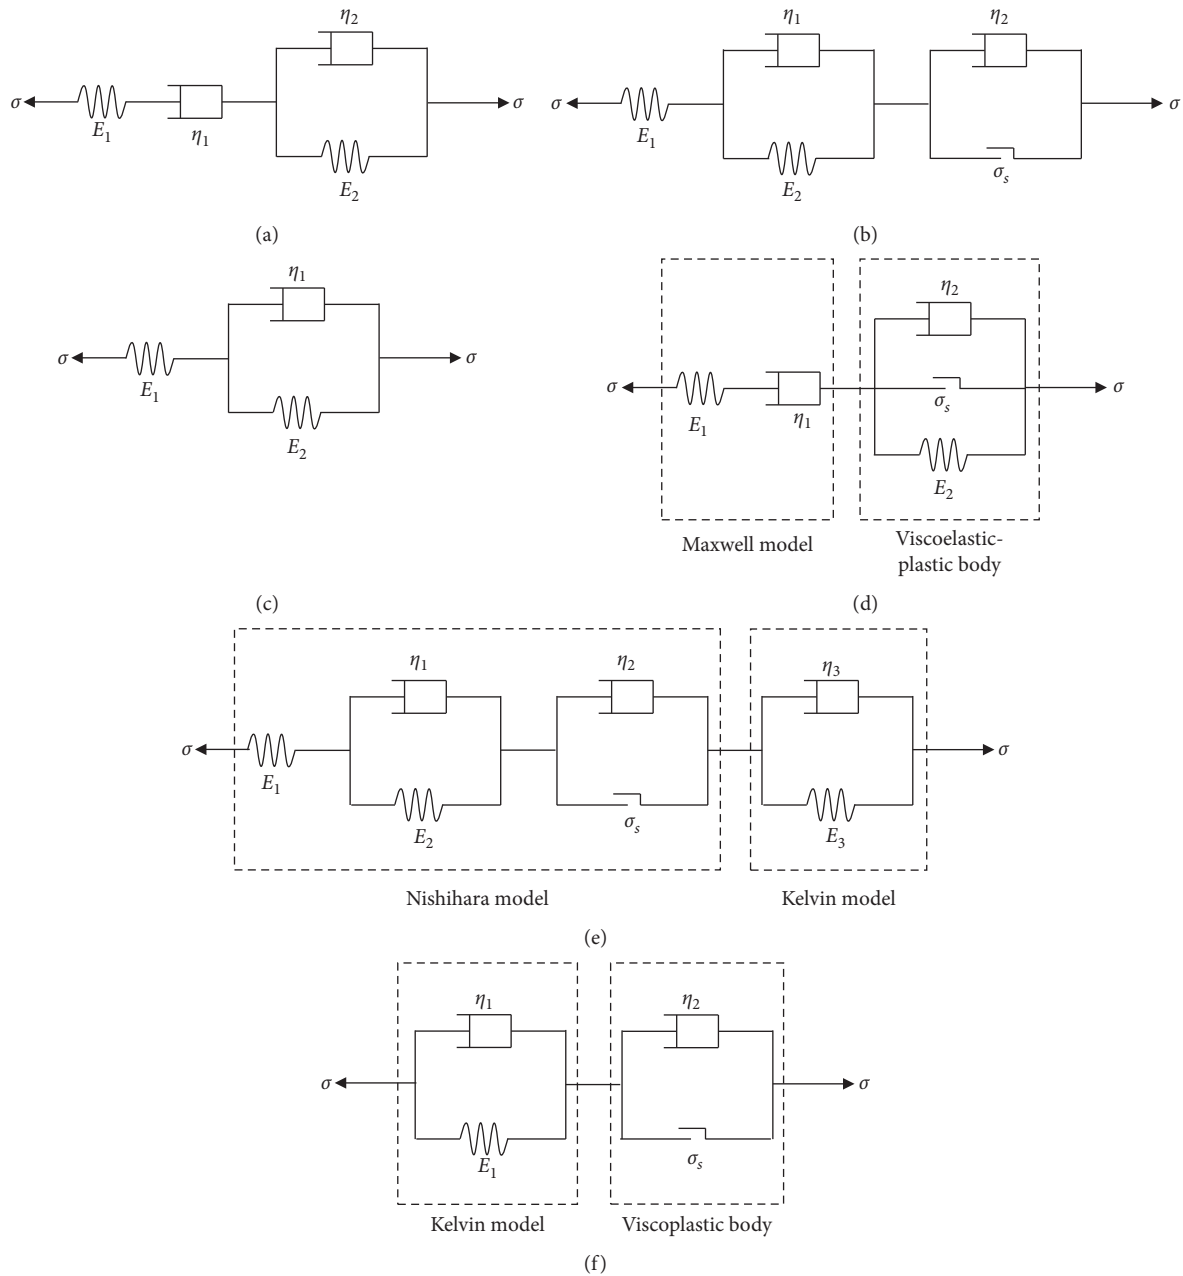 η2
σ
E1
η1
E2
σ
(a)
η1
η2
σ
E1
E2
σs
σ
(b)
η1
σ
E1
E2
σ
(c)
η2
σ
E1
η1
σs
E2
σ
Maxwell model
Viscoelastic-
plastic body
(d)
η1
η2
η3
σ
E1
E2
σs
E3
σ
Nishihara model
Kelvin model
(e)
η1
η2
σ
E1
σs
σ
Kelvin model
Viscoplastic body
(f)